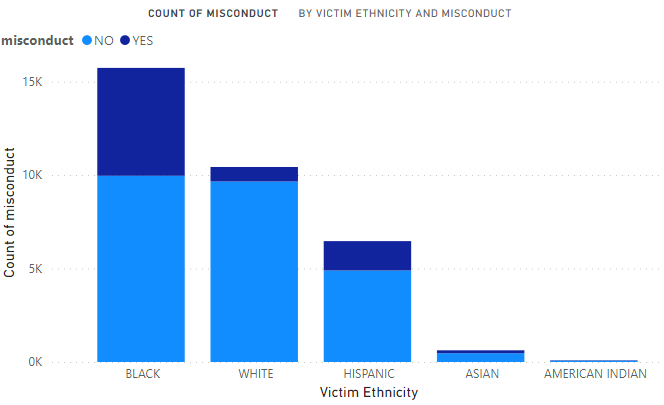 COUNT OF MISCONDUCT BY VICTIM ETHNICITY AND MISCONDUCT
misconduct NO YES
15K
10K
5K
0K
Count of misconduct
BLACK WHITE HISPANIC ASIAN AMERICAN INDIAN
Victim Ethnicity